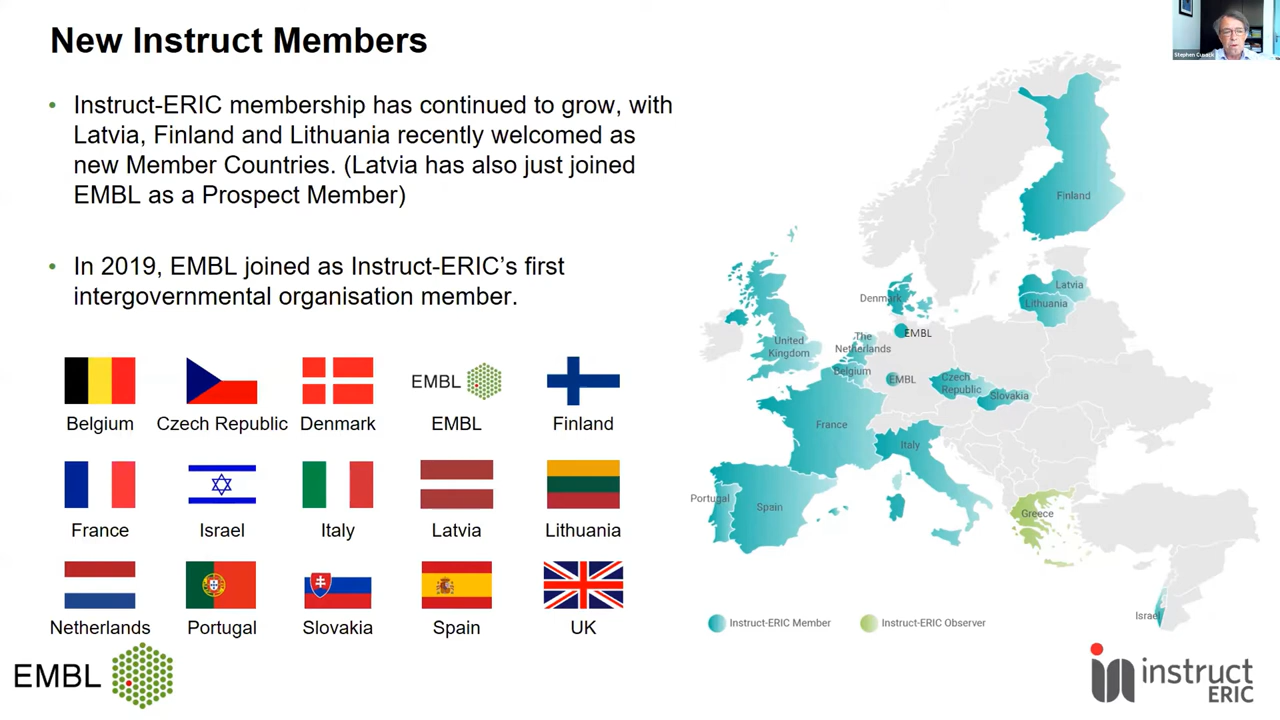 New Instruct Members
Stephen Cusack
• Instruct-ERIC membership has continued to grow, with
Latvia, Finland and Lithuania recently welcomed as
new Member Countries. (Latvia has also just joined
EMBL as a Prospect Member)
• In 2019, EMBL joined as Instruct-ERIC’s first
intergovernmental organisation member.
EMBL
Belgium
Czech Republic
Denmark
EMBL
Finland
France
Israel
Italy
Latvia
Lithuania
Netherlands
Portugal
Slovakia
Spain
UK
EMBL
Finland
Latvia
Lithuania
Denmark
EMBL
United
Kingdom
The
Netherlands
Belgium
EMBL
Czech
Republic
Slovakia
France
Italy
Portugal
Spain
Greece
Israel
Instruct-ERIC Member
Instruct-ERIC Observer
instruct
ERIC